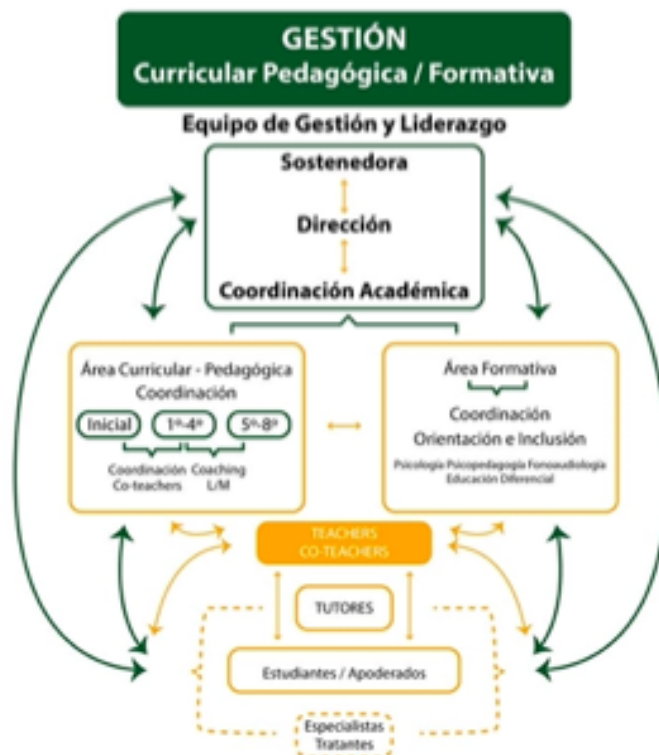 GESTIÓN
Curricular Pedagógica / Formativa
Equipo de Gestión y Liderazgo
Sostenedora
Dirección
Coordinación Académica
Área Curricular - Pedagógica
Coordinación
Inicial
1º-4º
5º-8º
Coordinación
Co-teachers
Coaching
L/M
Área Formativa
Coordinación
Orientación e Inclusión
Psicología Psicopedagogía Fonoaudiología
Educación Diferencial
TEACHERS
CO-TEACHERS
TUTORES
Estudiantes / Apoderados
Especialistas
Tratantes